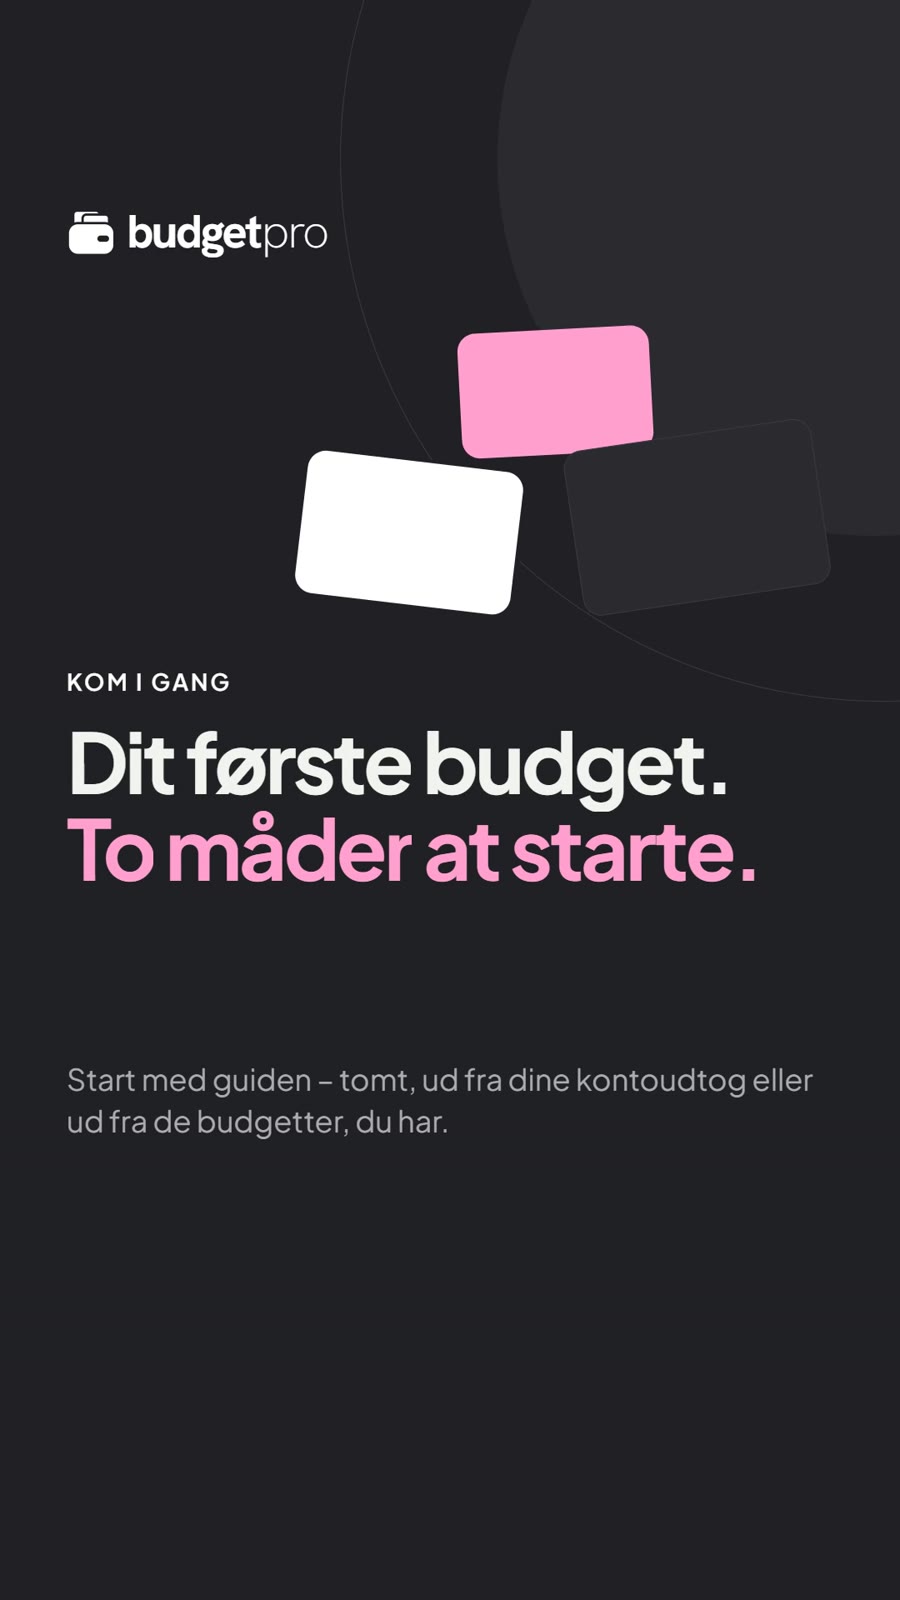 budgetpro
KOM I GANG
Dit første budget.
To måder at starte.
Start med guiden – tomt, ud fra dine kontoudtog eller
ud fra de budgetter, du har.